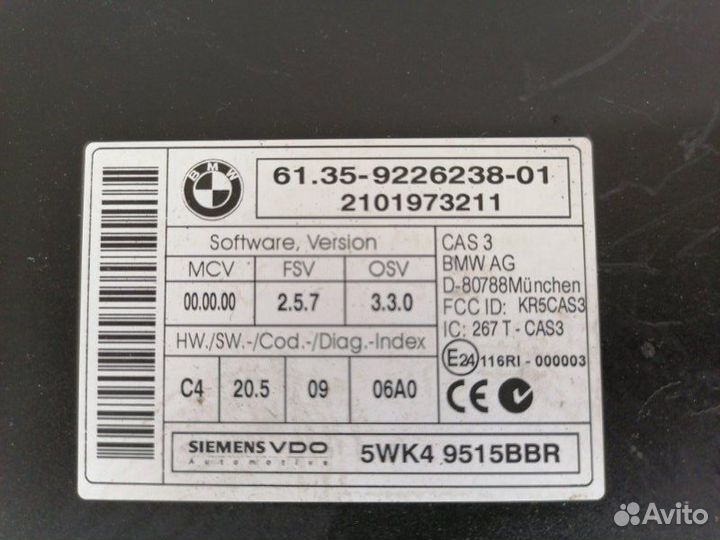 BMW
61.35-9226238-01
2101973211
Software, Version
MCV FSV OSV
00.00.00 2.5.7 3.3.0
HW./SW.-/Cod.-/Diag.-Index
C4 20.5 09 06A0
CAS 3
BMW AG
D-80788München
FCC ID: KR5CAS3
IC: 267 T - CAS3
E24 116RI - 000003
CE N
SIEMENS VDO
Automotive
5WK4 9515BBR
Avito